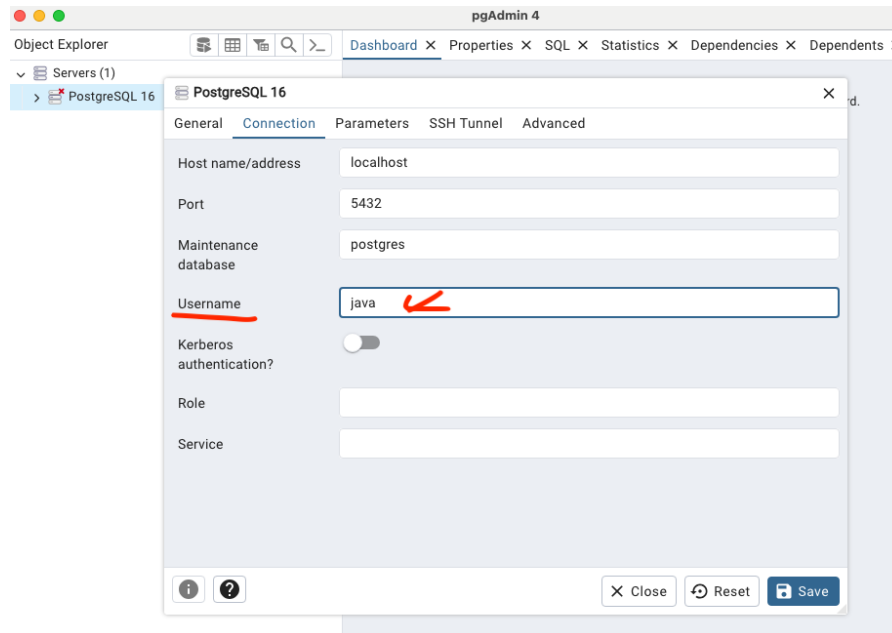 pgAdmin 4
Object Explorer
Dashboard Properties SQL Statistics Dependencies Dependents
Servers (1)
PostgreSQL 16
rd.
PostgreSQL 16
General Connection Parameters SSH Tunnel Advanced
Host name/address localhost
Port 5432
Maintenance
database
postgres
Username java
Kerberos
authentication?
Role
Service
Close Reset Save